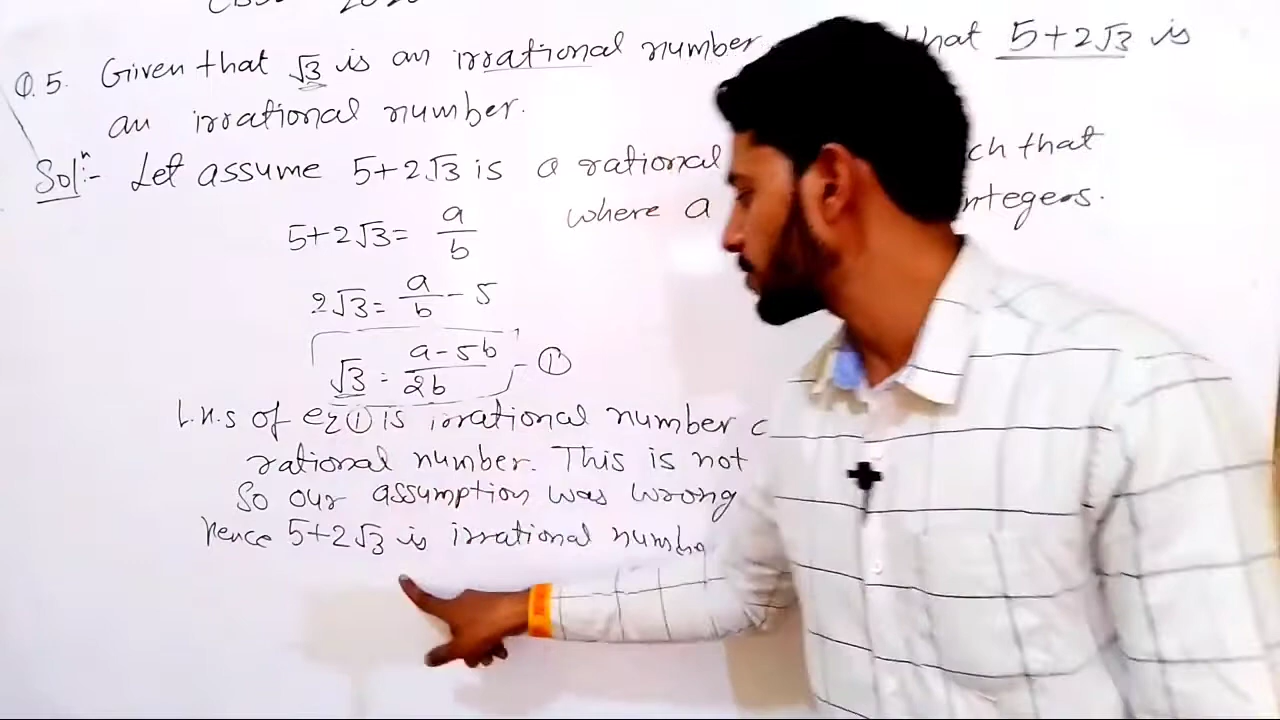 Q.5. Given that √3 is an irrational number that 5+2√3 is
an irrational number.
Solⁿ:- Let assume 5+2√3 is a rational ch that
5+2√3 = a/b where a ntegers.
2√3 = a/b - 5
√3 = a-5b/2b - ①
L.H.S of eq ① is irrational number
rational number. This is not
So our assumption was wrong
hence 5+2√3 is irrational number